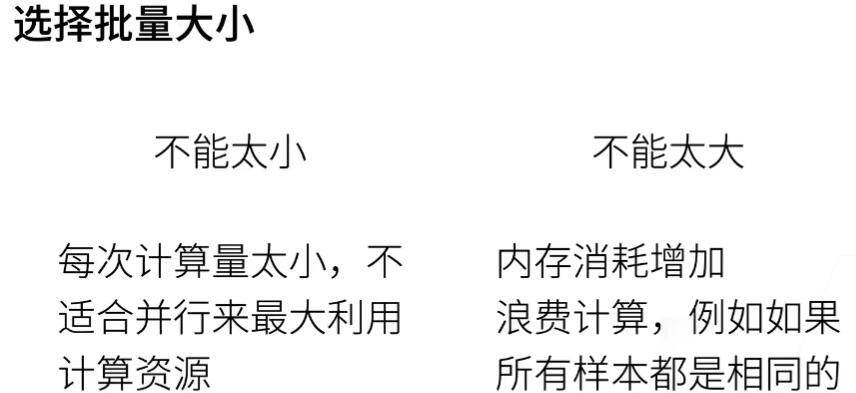 选择批量大小
不能太小
不能太大
每次计算量太小，不
适合并行来最大利用
计算资源
内存消耗增加
浪费计算，例如如果
所有样本都是相同的